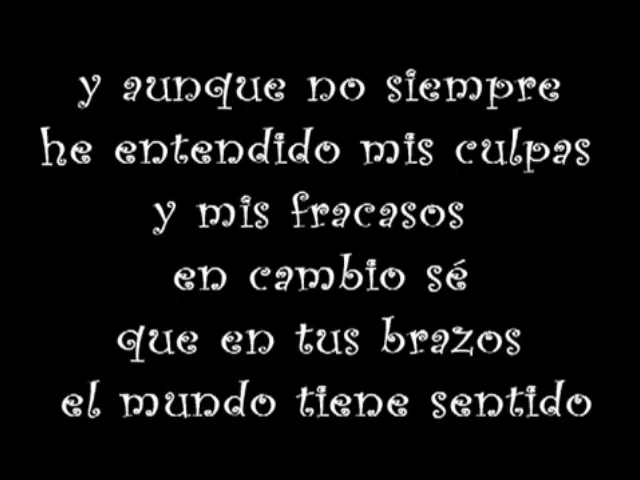 y aunque no siempre
he entendido mis culpas
y mis fracasos
en cambio sé
que en tus brazos
el mundo tiene sentido